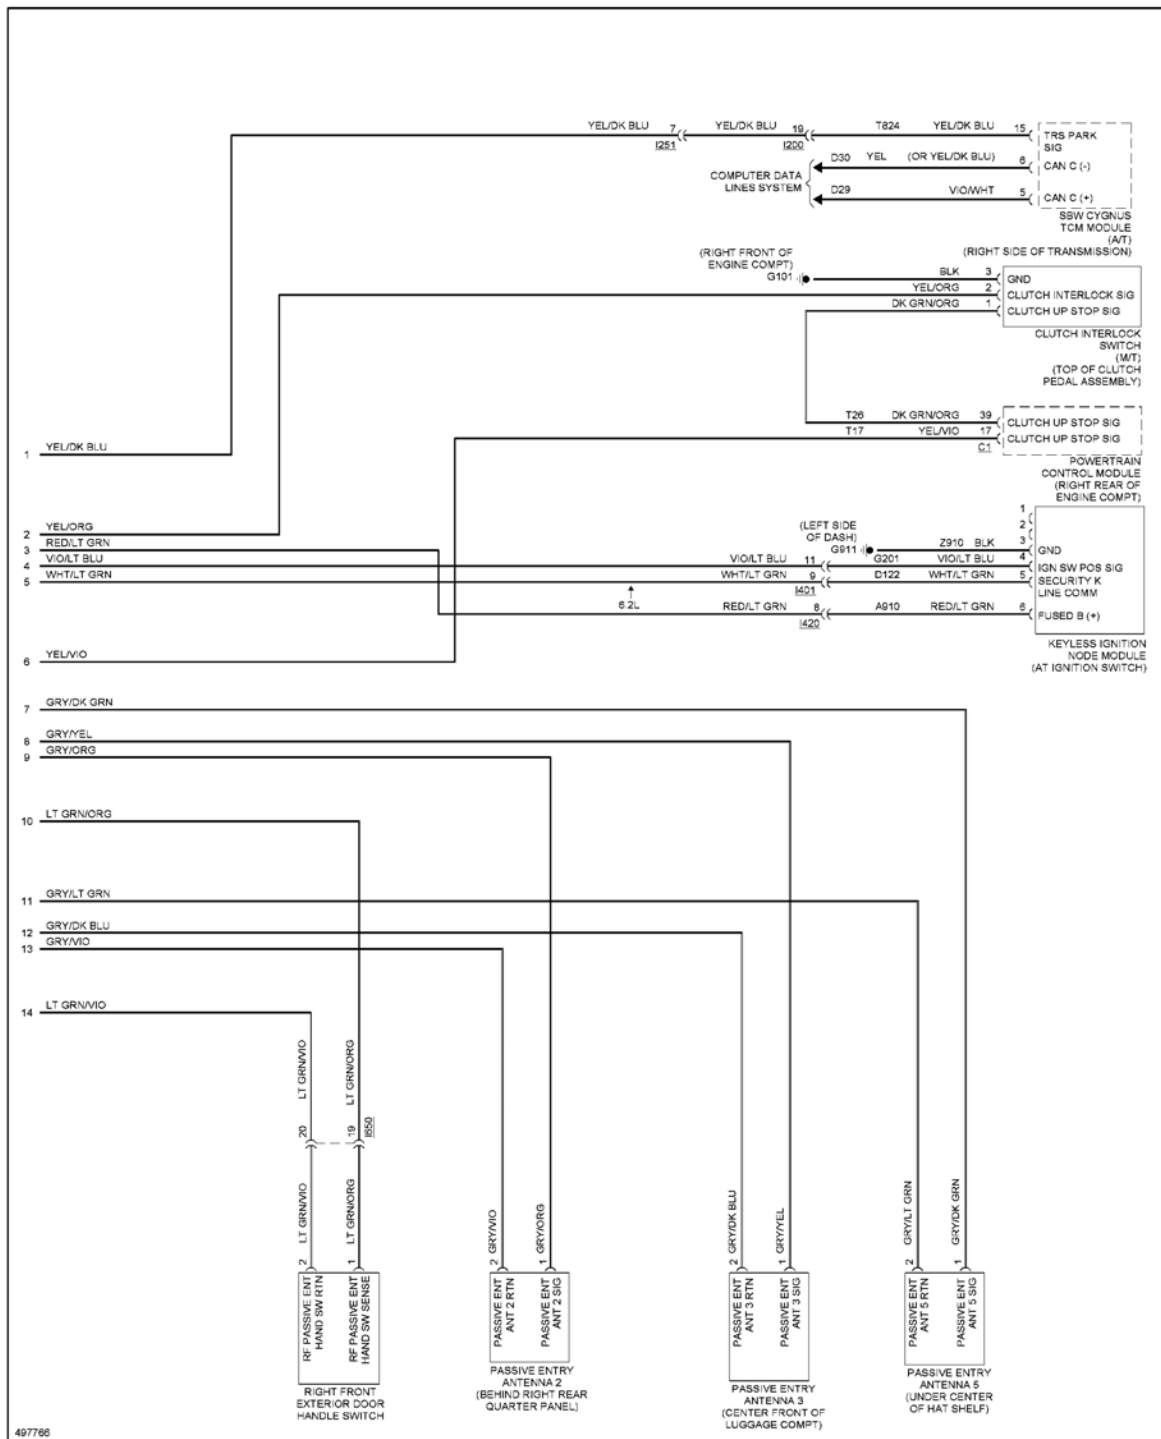 YEL/DK BLU 7 YEL/DK BLU 19 T824 YEL/DK BLU 15
I251 I200
TRS PARK
SIG
D30 YEL (OR YEL/DK BLU) 6 CAN C (-)
COMPUTER DATA
LINES SYSTEM
D29 VIO/WHT 5 CAN C (+)
SBW CYGNUS
TCM MODULE
(A/T)
(RIGHT SIDE OF TRANSMISSION)
(RIGHT FRONT OF
ENGINE COMPT)
G101
BLK 3 GND
YEL/ORG 2 CLUTCH INTERLOCK SIG
DK GRN/ORG 1 CLUTCH UP STOP SIG
CLUTCH INTERLOCK
SWITCH
(M/T)
(TOP OF CLUTCH
PEDAL ASSEMBLY)
T26 DK GRN/ORG 39 CLUTCH UP STOP SIG
T17 YEL/VIO 17 CLUTCH UP STOP SIG
C1
POWERTRAIN
CONTROL MODULE
(RIGHT REAR OF
ENGINE COMPT)
1 YEL/DK BLU
2 YEL/ORG
3 RED/LT GRN
4 VIO/LT BLU
5 WHT/LT GRN
1
2
(LEFT SIDE
OF DASH)
G911
Z910 BLK 3 GND
VIO/LT BLU 11 G201 VIO/LT BLU 4 IGN SW POS SIG
WHT/LT GRN 9 D122 WHT/LT GRN 5 SECURITY K
LINE COMM
I401
6.2L
RED/LT GRN 8 A910 RED/LT GRN 6 FUSED B (+)
I420
KEYLESS IGNITION
NODE MODULE
(AT IGNITION SWITCH)
6 YEL/VIO
7 GRY/DK GRN
8 GRY/YEL
9 GRY/ORG
10 LT GRN/ORG
11 GRY/LT GRN
12 GRY/DK BLU
13 GRY/VIO
14 LT GRN/VIO
LT GRN/VIO
LT GRN/ORG
20
19
I650
LT GRN/VIO
LT GRN/ORG
2
1
RF PASSIVE ENT
HAND SW RTN
RF PASSIVE ENT
HAND SW SENSE
RIGHT FRONT
EXTERIOR DOOR
HANDLE SWITCH
GRY/VIO
GRY/ORG
2
1
PASSIVE ENT
ANT 2 RTN
PASSIVE ENT
ANT 2 SIG
PASSIVE ENTRY
ANTENNA 2
(BEHIND RIGHT REAR
QUARTER PANEL)
GRY/DK BLU
GRY/YEL
2
1
PASSIVE ENT
ANT 3 RTN
PASSIVE ENT
ANT 3 SIG
PASSIVE ENTRY
ANTENNA 3
(CENTER FRONT OF
LUGGAGE COMPT)
GRY/LT GRN
GRY/DK GRN
2
1
PASSIVE ENT
ANT 5 RTN
PASSIVE ENT
ANT 5 SIG
PASSIVE ENTRY
ANTENNA 5
(UNDER CENTER
OF HAT SHELF)
497766